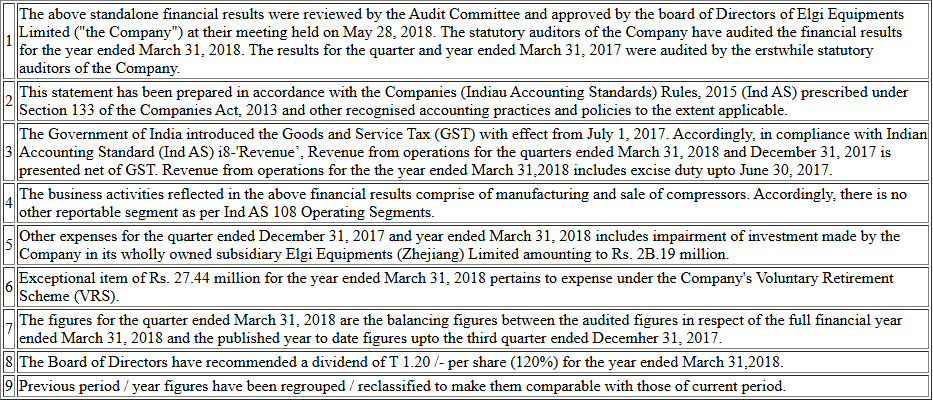 1 The above standalone financial results were reviewed by the Audit Committee and approved by the board of Directors of Elgi Equipments
Limited ("the Company") at their meeting held on May 28, 2018. The statutory auditors of the Company have audited the financial results
for the year ended March 31, 2018. The results for the quarter and year ended March 31, 2017 were audited by the erstwhile statutory
auditors of the Company.
2 This statement has been prepared in accordance with the Companies (Indiau Accounting Standards) Rules, 2015 (Ind AS) prescribed under
Section 133 of the Companies Act, 2013 and other recognised accounting practices and policies to the extent applicable.
3 The Government of India introduced the Goods and Service Tax (GST) with effect from July 1, 2017. Accordingly, in compliance with Indian
Accounting Standard (Ind AS) i8-'Revenue’, Revenue from operations for the quarters ended March 31, 2018 and December 31, 2017 is
presented net of GST. Revenue from operations for the the year ended March 31,2018 includes excise duty upto June 30, 2017.
4 The business activities reflected in the above financial results comprise of manufacturing and sale of compressors. Accordingly, there is no
other reportable segment as per Ind AS 108 Operating Segments.
5 Other expenses for the quarter ended December 31, 2017 and year ended March 31, 2018 includes impairment of investment made by the
Company in its wholly owned subsidiary Elgi Equipments (Zhejiang) Limited amounting to Rs. 2B.19 million.
6 Exceptional item of Rs. 27.44 million for the year ended March 31, 2018 pertains to expense under the Company's Voluntary Retirement
Scheme (VRS).
7 The figures for the quarter ended March 31, 2018 are the balancing figures between the audited figures in respect of the full financial year
ended March 31, 2018 and the published year to date figures upto the third quarter ended Decemher 31, 2017.
8 The Board of Directors have recommended a dividend of T 1.20 /- per share (120%) for the year ended March 31,2018.
9 Previous period / year figures have been regrouped / reclassified to make them comparable with those of current period.